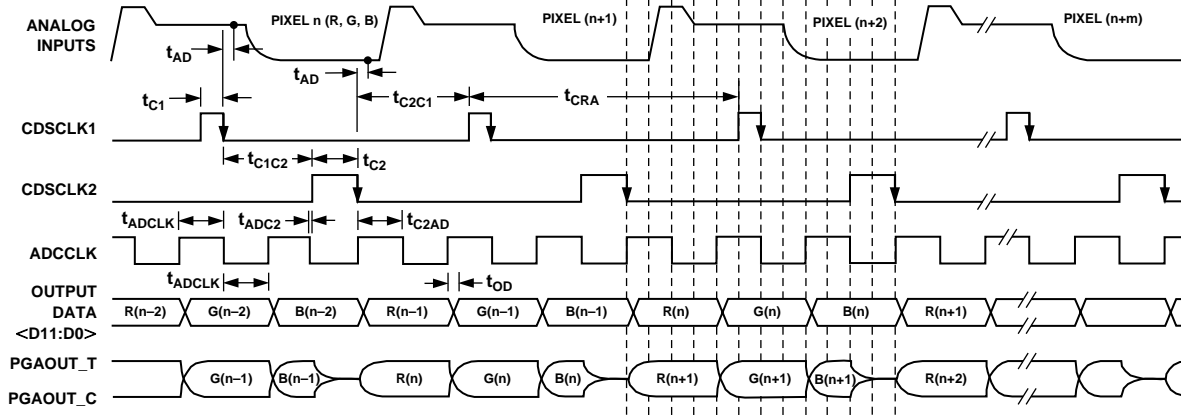 ANALOG
INPUTS
PIXEL n (R, G, B)
PIXEL (n+1)
PIXEL (n+2)
PIXEL (n+m)
tAD
tAD
tC1
tC2C1
tCRA
CDSCLK1
tC1C2
tC2
CDSCLK2
tADCLK
tADC2
tC2AD
ADCCLK
tADCLK
tOD
OUTPUT
DATA
<D11:D0>
R(n–2) G(n–2) B(n–2) R(n–1) G(n–1) B(n–1) R(n) G(n) B(n) R(n+1)
PGAOUT_T
G(n–1) B(n–1) R(n) G(n) B(n) R(n+1) G(n+1) B(n+1) R(n+2)
PGAOUT_C